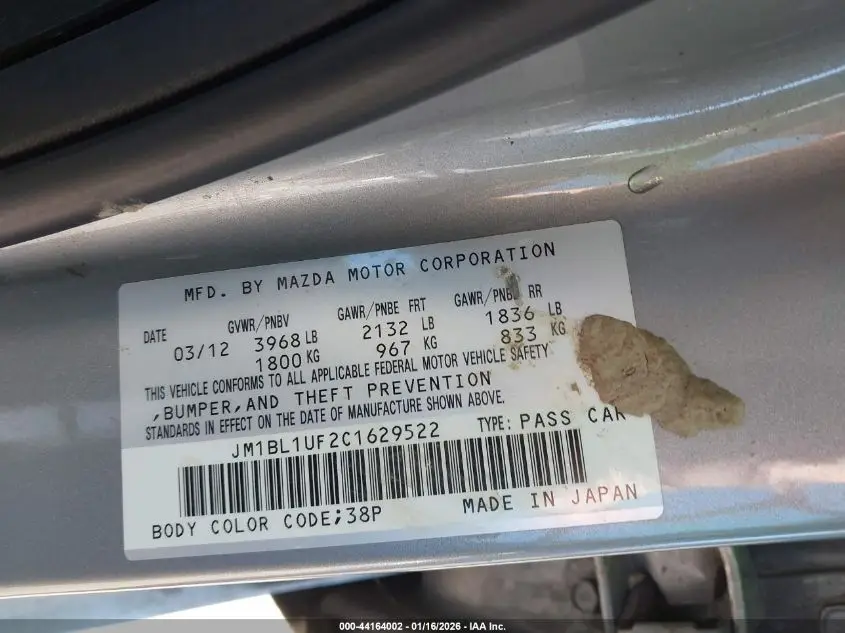 MFD. BY MAZDA MOTOR CORPORATION
DATE GVWR/PNBV GAWR/PNBE FRT GAWR/PNBE RR
03/12 3968 LB 2132 LB 1836 LB
1800 KG 967 KG 833 KG
THIS VEHICLE CONFORMS TO ALL APPLICABLE FEDERAL MOTOR VEHICLE SAFETY
,BUMPER,AND THEFT PREVENTION
STANDARDS IN EFFECT ON THE DATE OF MANUFACTURE SHOWN ABOVE.
JM1BL1UF2C1629522 TYPE: PASS CAR
MADE IN JAPAN
BODY COLOR CODE;38P
000-44164002 - 01/16/2026 - IAA Inc.